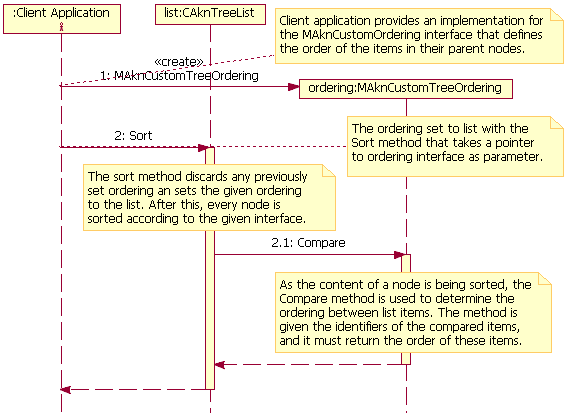 :Client Application
list:CAknTreeList
Client application provides an implementation for
the MAknCustomOrdering interface that defines
the order of the items in their parent nodes.
«create»
1: MAknCustomTreeOrdering
ordering:MAknCustomTreeOrdering
The ordering set to list with the
Sort method that takes a pointer
to ordering interface as parameter.
2: Sort
The sort method discards any previously
set ordering an sets the given ordering
to the list. After this, every node is
sorted according to the given interface.
2.1: Compare
As the content of a node is being sorted, the
Compare method is used to determine the
ordering between list items. The method is
given the identifiers of the compared items,
and it must return the order of these items.